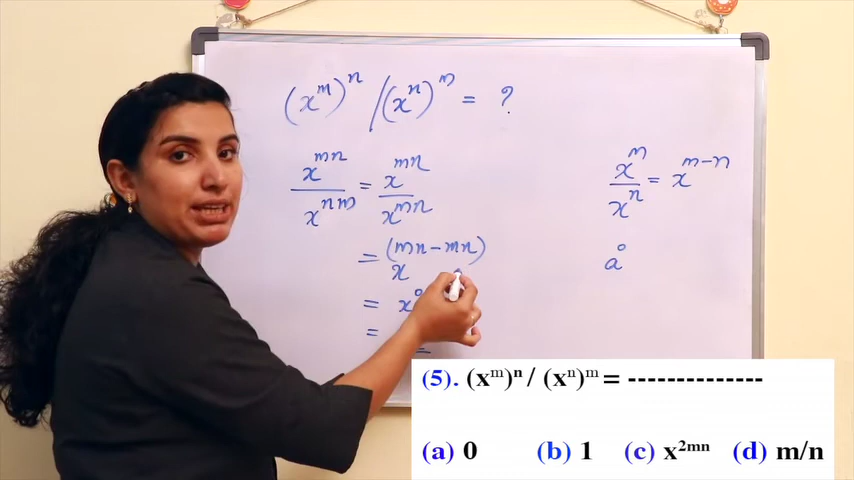 (x^m)^n / (x^n)^m = ?
x^mn / x^nm = x^mn / x^mn
= x^(mn-mn)
= x^0
=
x^m / x^n = x^m-n
a^0
(5). (x^m)^n / (x^n)^m = --------------
(a) 0 (b) 1 (c) x^2mn (d) m/n